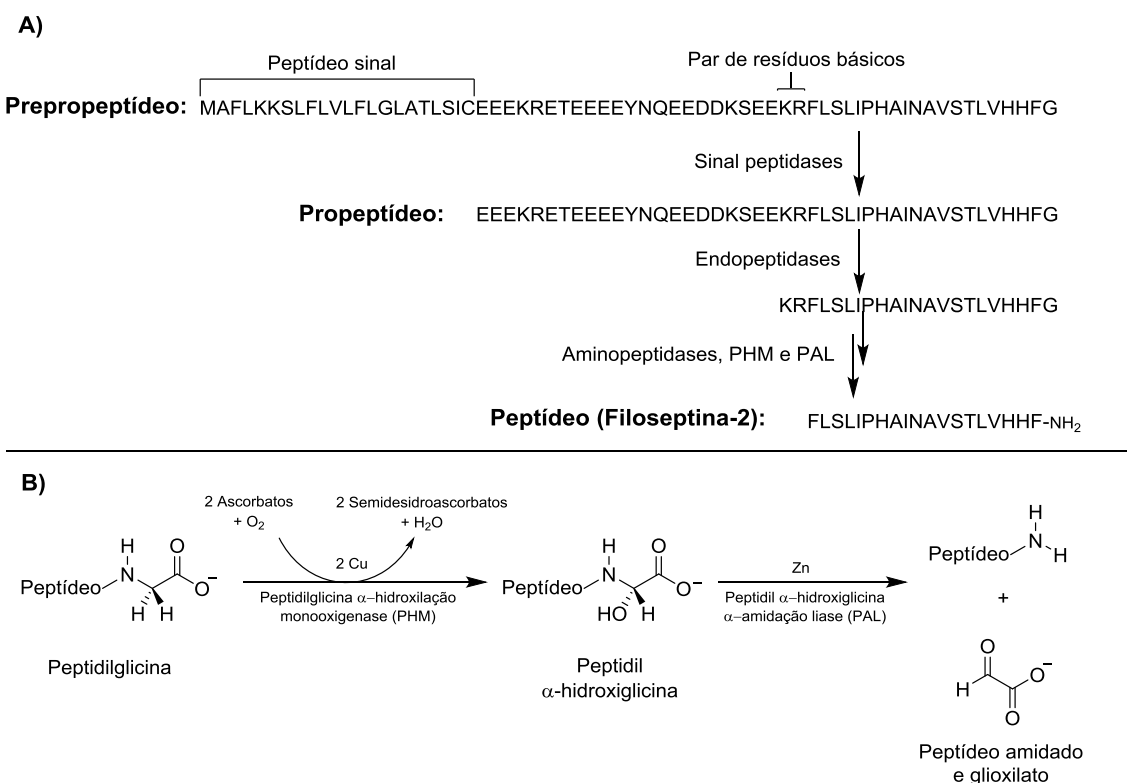 A)
Peptídeo sinal
Par de resíduos básicos
Prepropeptídeo: MAFLKKSLFLVLFLGLATLSICEEEKRETEEEEYNQEEDDKSEEKRFLSLIPHAINAVSTLVHHFG
Sinal peptidases
Propeptídeo: EEEKRETEEEEYNQEEDDKSEEKRFLSLIPHAINAVSTLVHHFG
Endopeptidases
KRFLSLIPHAINAVSTLVHHFG
Aminopeptidases, PHM e PAL
Peptídeo (Filoseptina-2): FLSLIPHAINAVSTLVHHF-NH₂
B)
2 Ascorbatos
+ O₂
2 Semidesidroascorbatos
+ H₂O
2 Cu
Peptidilglicina α−hidroxilação
monooxigenase (PHM)
Zn
Peptidil α−hidroxiglicina
α−amidação liase (PAL)
Peptídeo
H
N
O
O⁻
H H
Peptidilglicina
Peptídeo
H
N
O
O⁻
HO H
Peptidil
α-hidroxiglicina
H
Peptídeo N H
+
O
H O⁻
O
Peptídeo amidado
e glioxilato